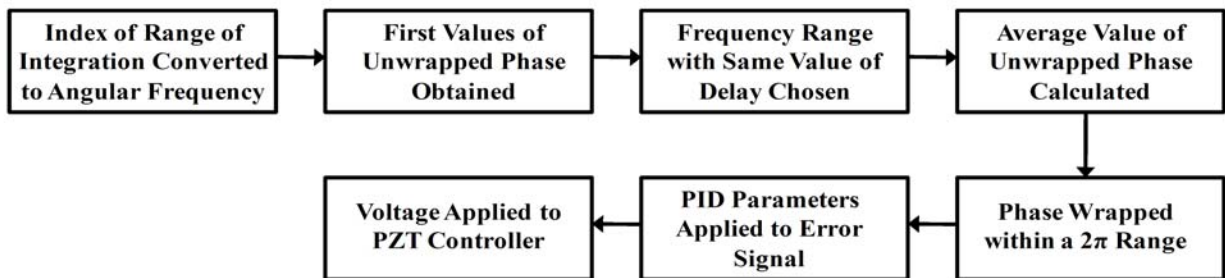 Index of Range of
Integration Converted
to Angular Frequency
First Values of
Unwrapped Phase
Obtained
Frequency Range
with Same Value of
Delay Chosen
Average Value of
Unwrapped Phase
Calculated
Phase Wrapped
within a 2π Range
PID Parameters
Applied to Error
Signal
Voltage Applied to
PZT Controller